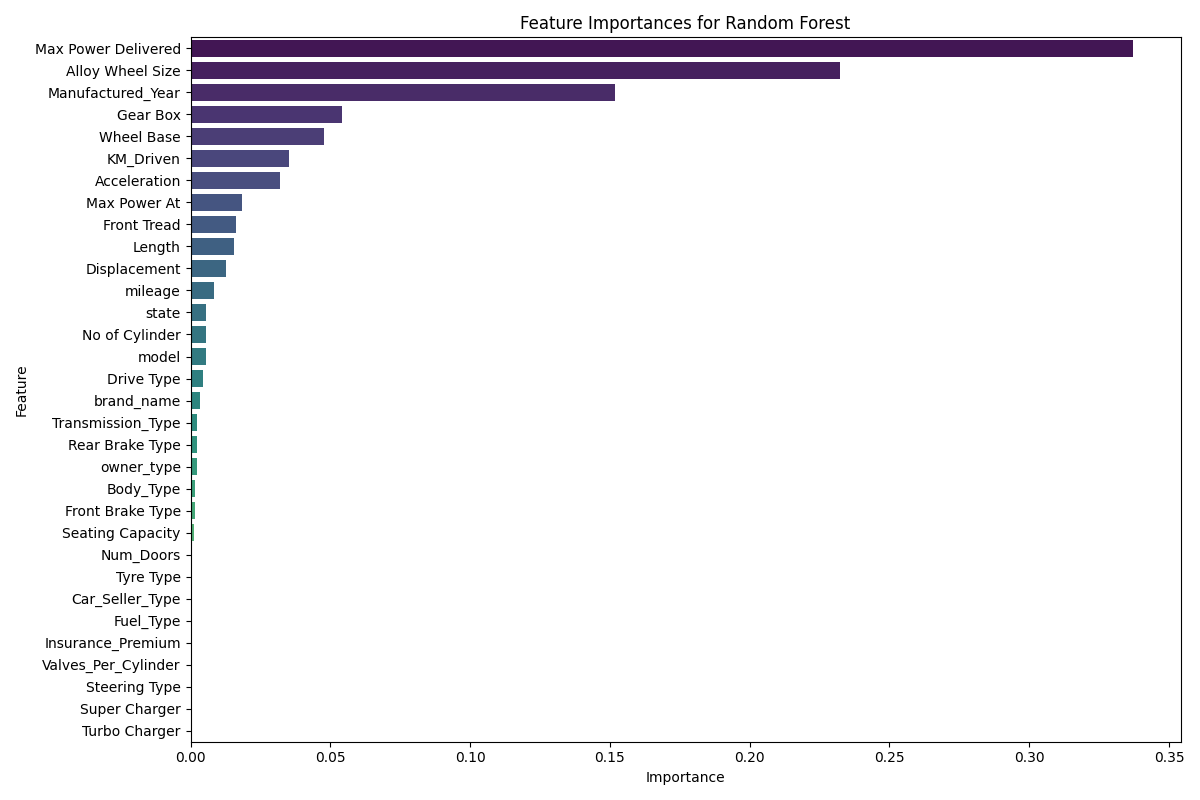 Feature Importances for Random Forest
Max Power Delivered
Alloy Wheel Size
Manufactured_Year
Gear Box
Wheel Base
KM_Driven
Acceleration
Max Power At
Front Tread
Length
Displacement
mileage
state
No of Cylinder
model
Drive Type
brand_name
Transmission_Type
Rear Brake Type
owner_type
Body_Type
Front Brake Type
Seating Capacity
Num_Doors
Tyre Type
Car_Seller_Type
Fuel_Type
Insurance_Premium
Valves_Per_Cylinder
Steering Type
Super Charger
Turbo Charger
Feature
0.00 0.05 0.10 0.15 0.20 0.25 0.30 0.35
Importance